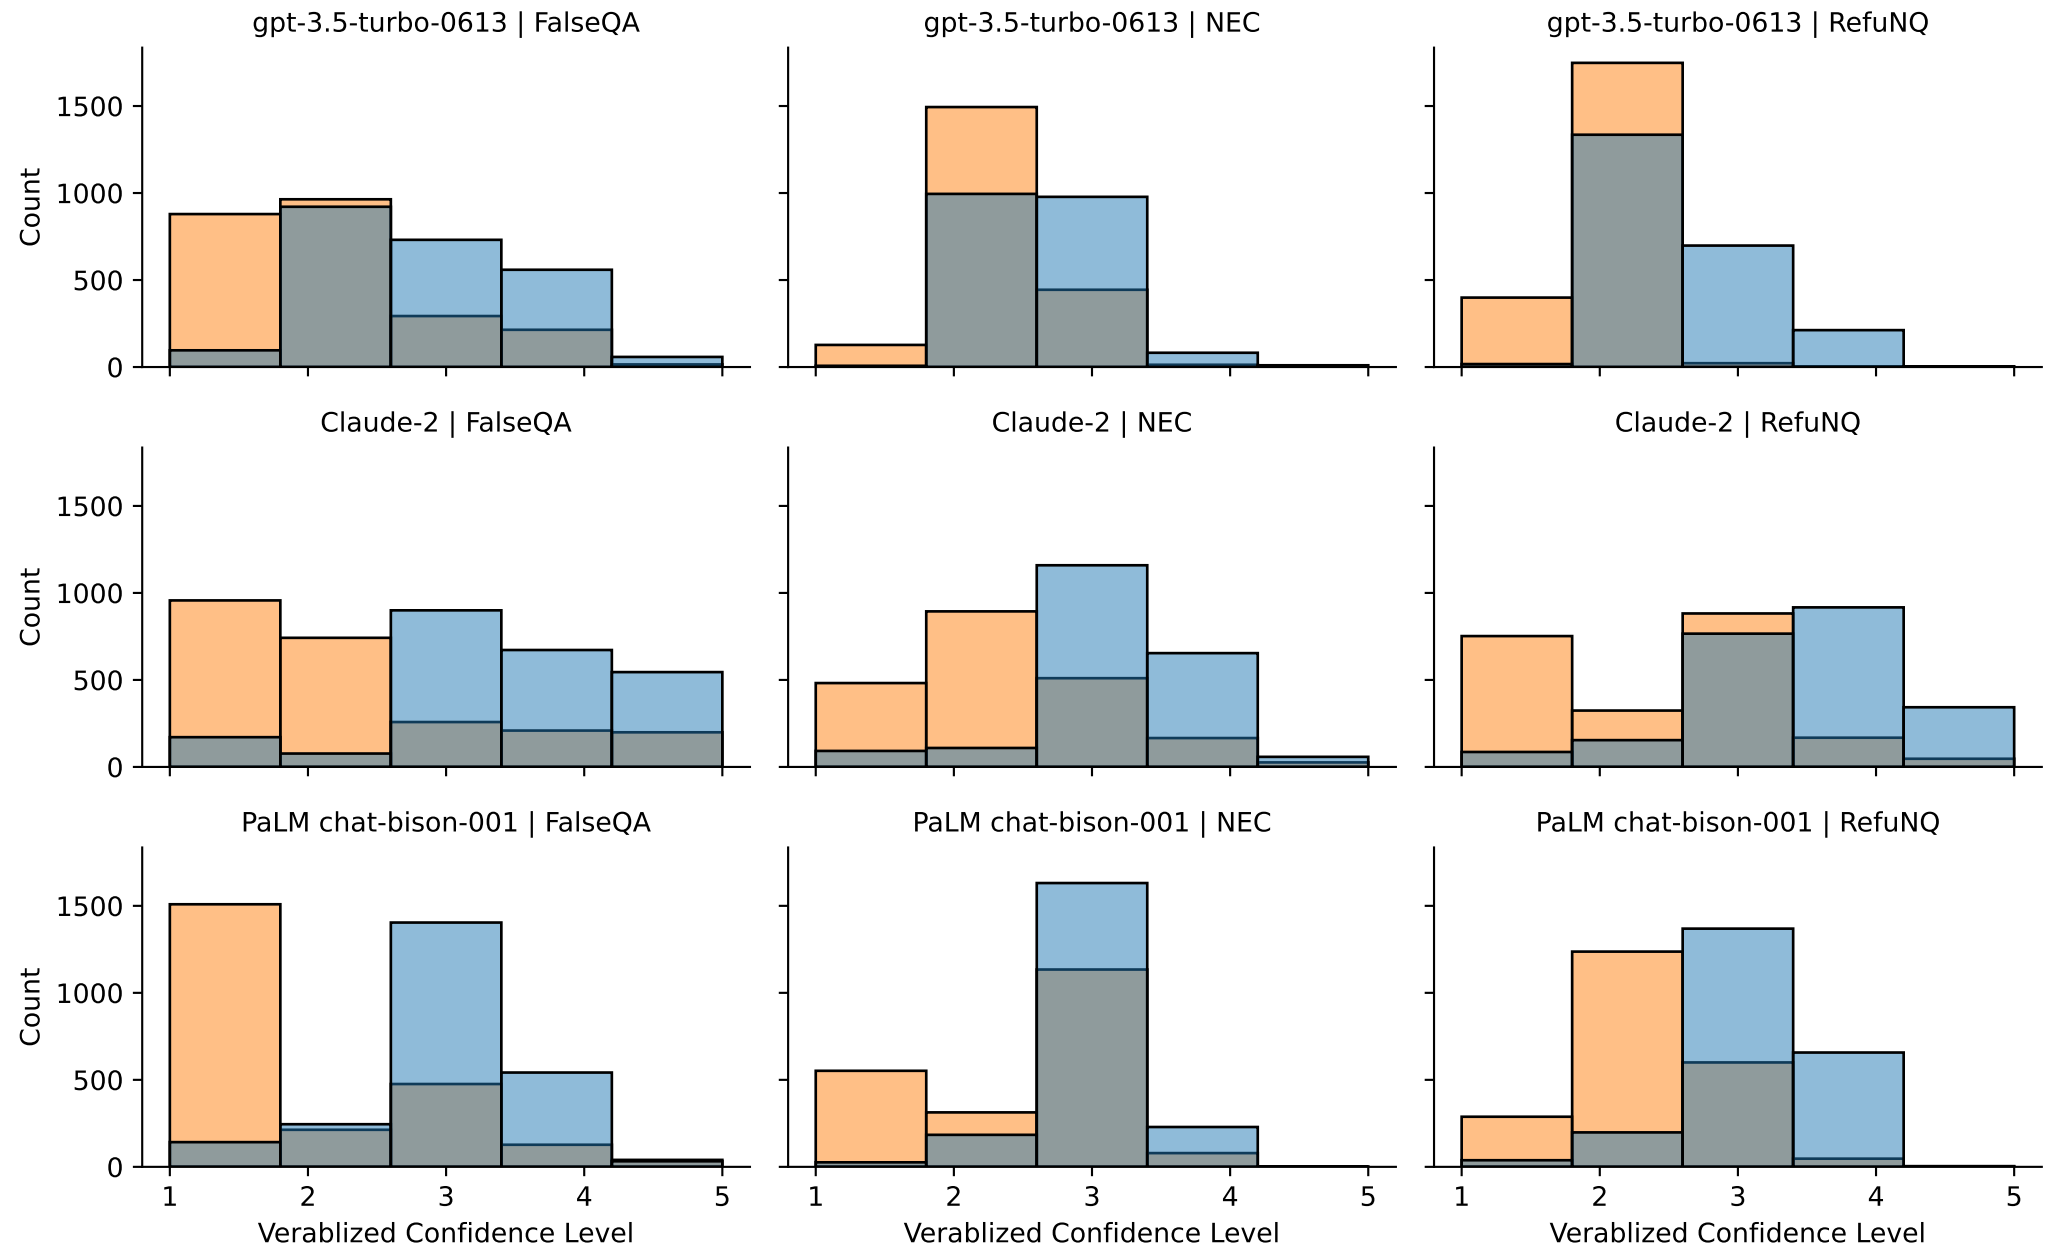 gpt-3.5-turbo-0613 | FalseQA
gpt-3.5-turbo-0613 | NEC
gpt-3.5-turbo-0613 | RefuNQ
1500
1000
500
0
Count
Claude-2 | FalseQA
Claude-2 | NEC
Claude-2 | RefuNQ
1500
1000
500
0
Count
PaLM chat-bison-001 | FalseQA
PaLM chat-bison-001 | NEC
PaLM chat-bison-001 | RefuNQ
1500
1000
500
0
Count
1 2 3 4 5
1 2 3 4 5
1 2 3 4 5
Verablized Confidence Level
Verablized Confidence Level
Verablized Confidence Level